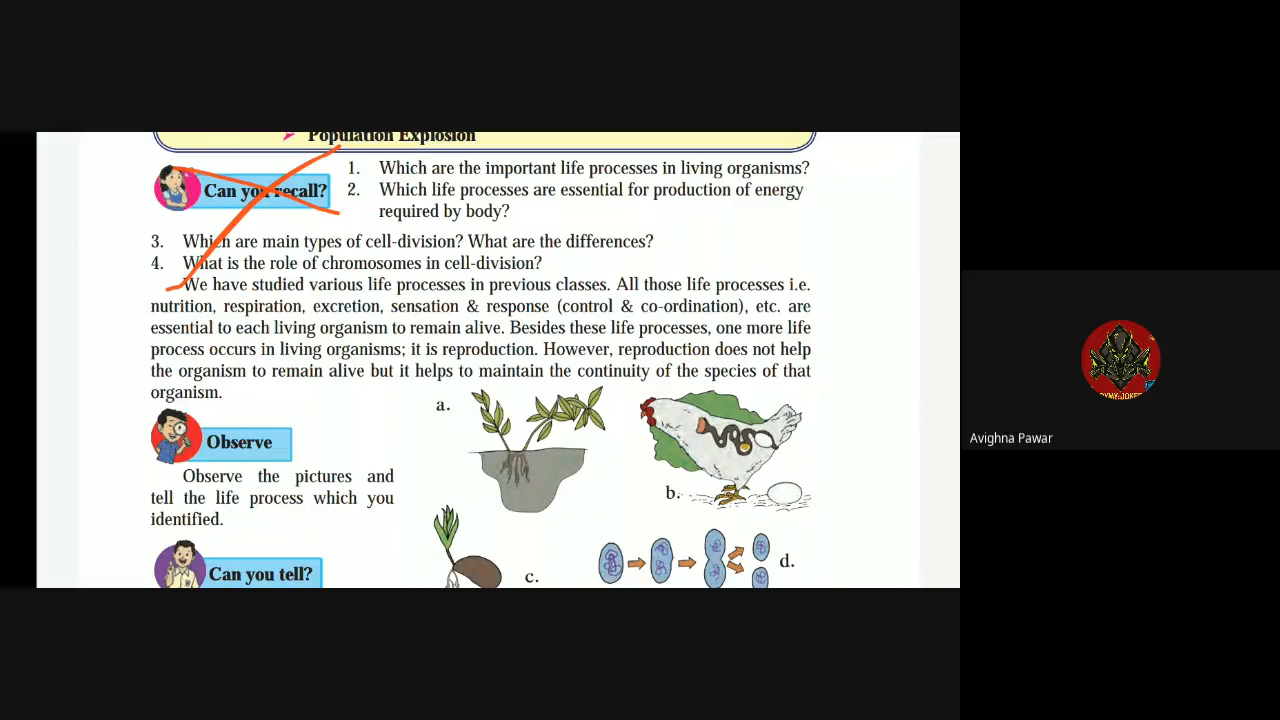 Population Explosion
Can you recall?
1. Which are the important life processes in living organisms?
2. Which life processes are essential for production of energy
required by body?
3. Which are main types of cell-division? What are the differences?
4. What is the role of chromosomes in cell-division?
We have studied various life processes in previous classes. All those life processes i.e.
nutrition, respiration, excretion, sensation & response (control & co-ordination), etc. are
essential to each living organism to remain alive. Besides these life processes, one more life
process occurs in living organisms; it is reproduction. However, reproduction does not help
the organism to remain alive but it helps to maintain the continuity of the species of that
organism.
a.
Observe
Observe the pictures and
tell the life process which you
identified.
b.
Can you tell?
c.
d.
Avighna Pawar